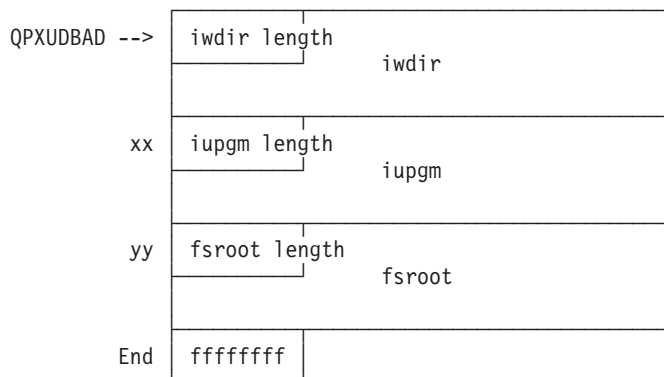 QPXUDBAD --> iwdir length
iwdir
xx iupgm length
iupgm
yy fsroot length
fsroot
End ffffffff